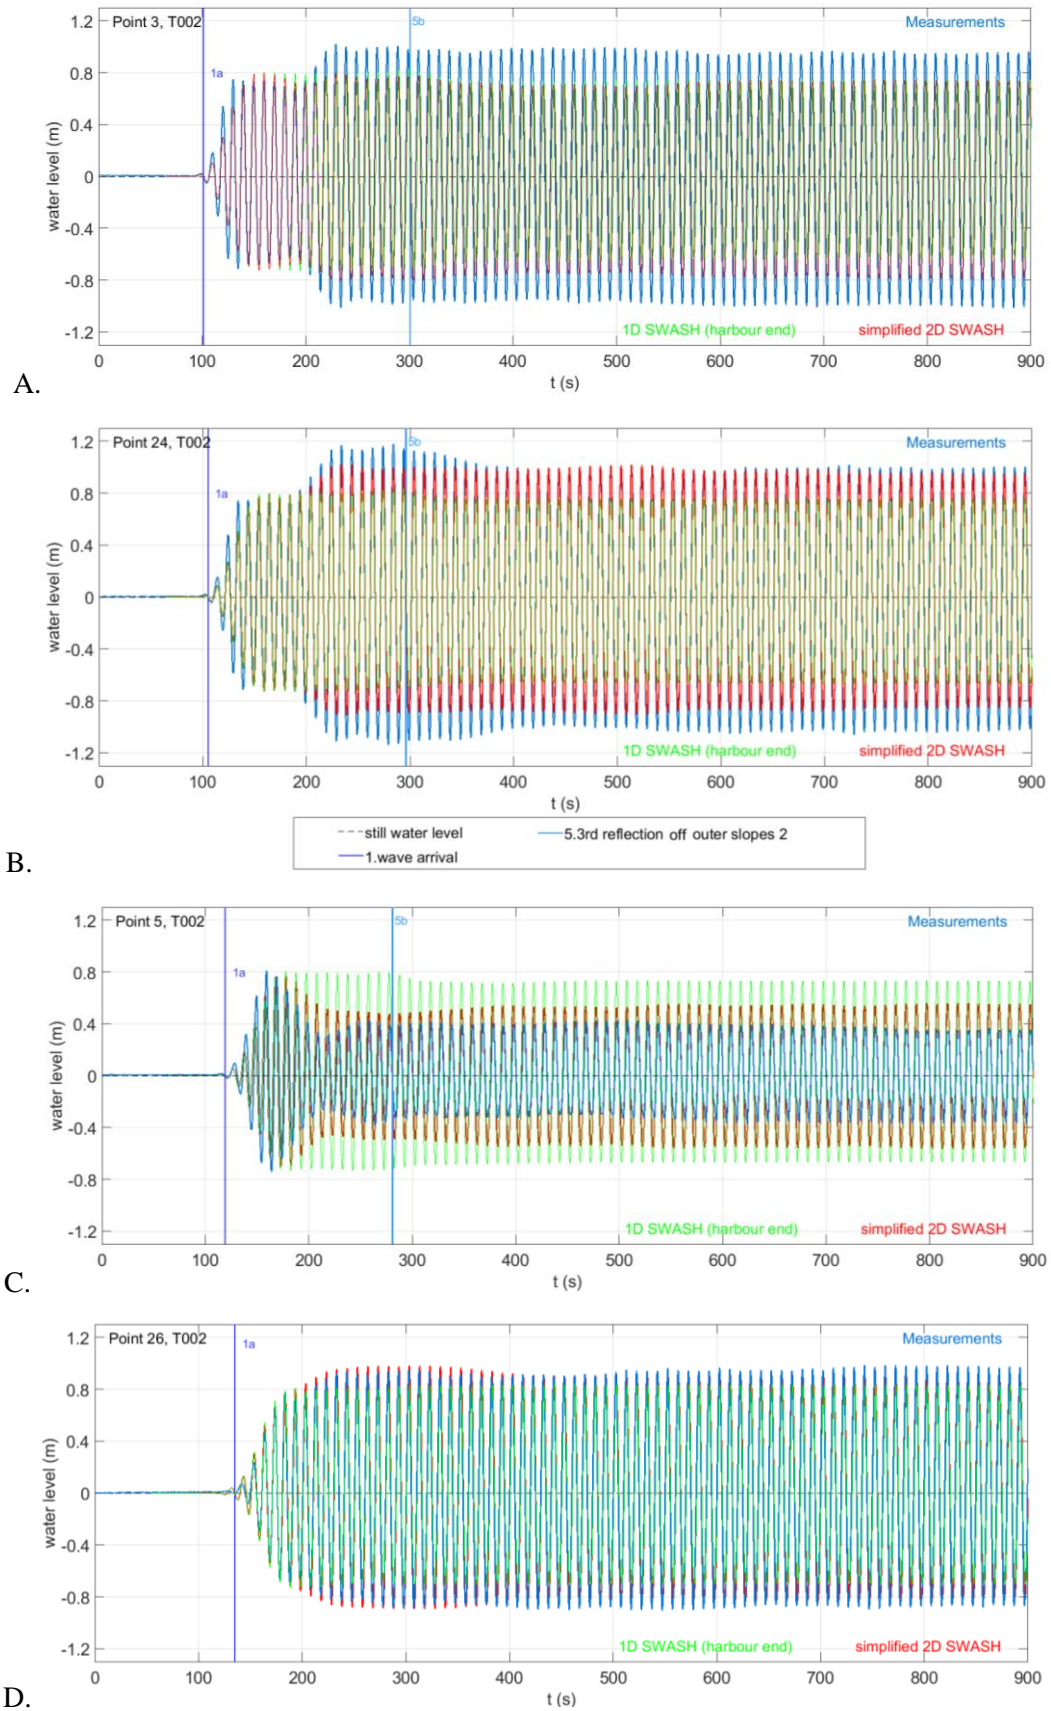 1.2
Point 3, T002
5b
Measurements
0.8
1a
0.4
0
-0.4
-0.8
-1.2
water level (m)
1D SWASH (harbour end) simplified 2D SWASH
0 100 200 300 400 500 600 700 800 900
t (s)
A.
1.2
Point 24, T002
5b
Measurements
0.8
1a
0.4
0
-0.4
-0.8
-1.2
water level (m)
1D SWASH (harbour end) simplified 2D SWASH
0 100 200 300 400 500 600 700 800 900
t (s)
still water level 5.3rd reflection off outer slopes 2
1.wave arrival
B.
1.2
Point 5, T002
5b
Measurements
0.8
1a
0.4
0
-0.4
-0.8
-1.2
water level (m)
1D SWASH (harbour end) simplified 2D SWASH
0 100 200 300 400 500 600 700 800 900
t (s)
C.
1.2
Point 26, T002
1a
Measurements
0.8
0.4
0
-0.4
-0.8
-1.2
water level (m)
1D SWASH (harbour end) simplified 2D SWASH
0 100 200 300 400 500 600 700 800 900
t (s)
D.